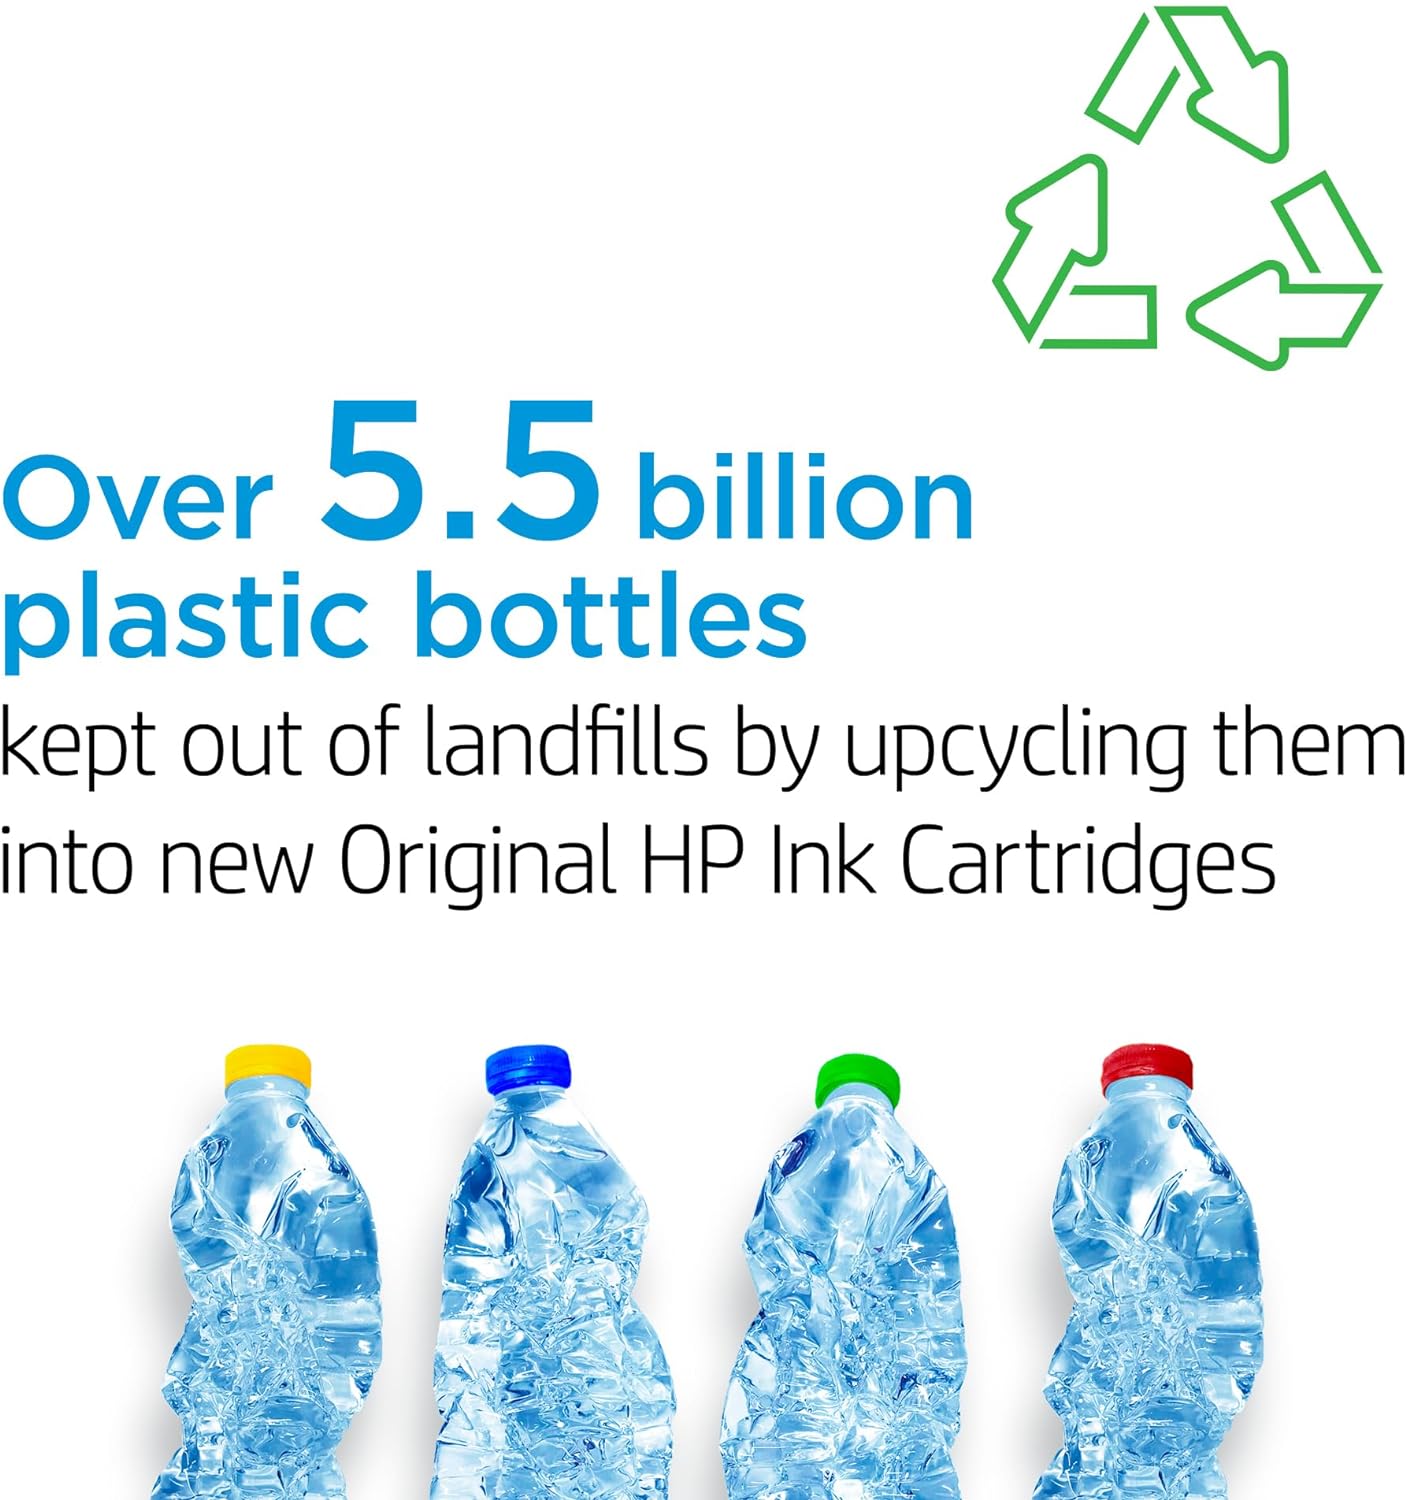 Over 5.5 billion
plastic bottles
kept out of landfills by upcycling them
into new Original HP Ink Cartridges